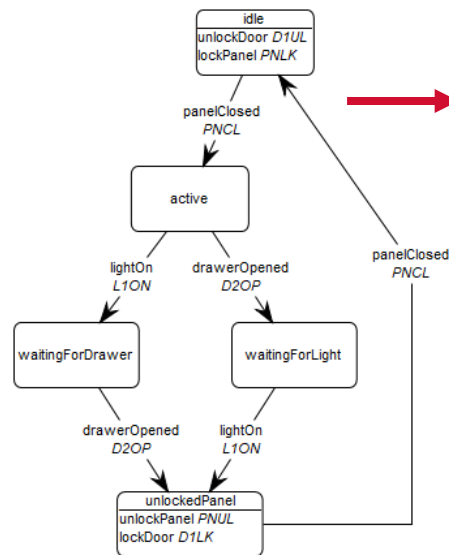 idle
unlockDoor D1UL
lockPanel PNLK
panelClosed
PNCL
active
panelClosed
PNCL
lightOn
L1ON
drawerOpened
D2OP
waitingForDrawer
waitingForLight
drawerOpened
D2OP
lightOn
L1ON
unlockedPanel
unlockPanel PNUL
lockDoor D1LK